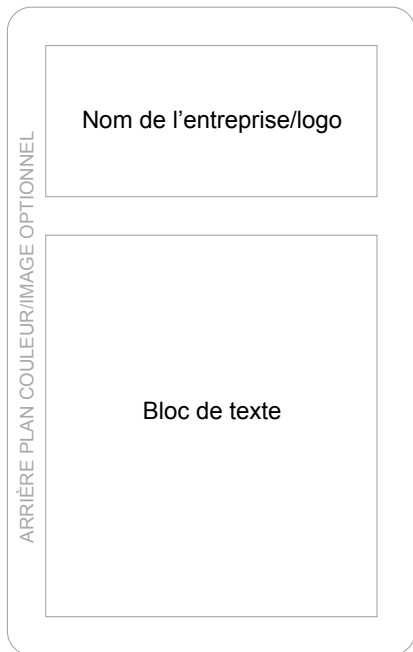 Nom de l’entreprise/logo
ARRIÈRE PLAN COULEUR/IMAGE OPTIONNEL
Bloc de texte